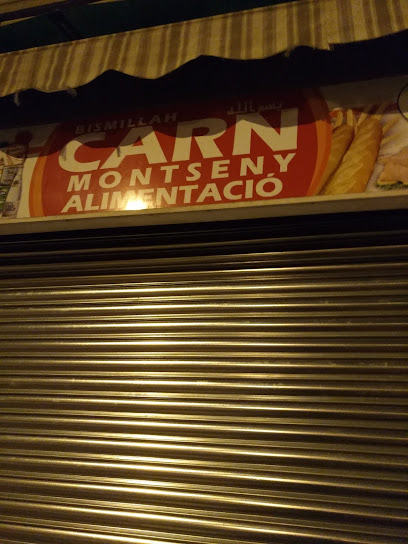 BISMILLAH بسم الله
CARN
MONTSENY
ALIMENTACIÓ